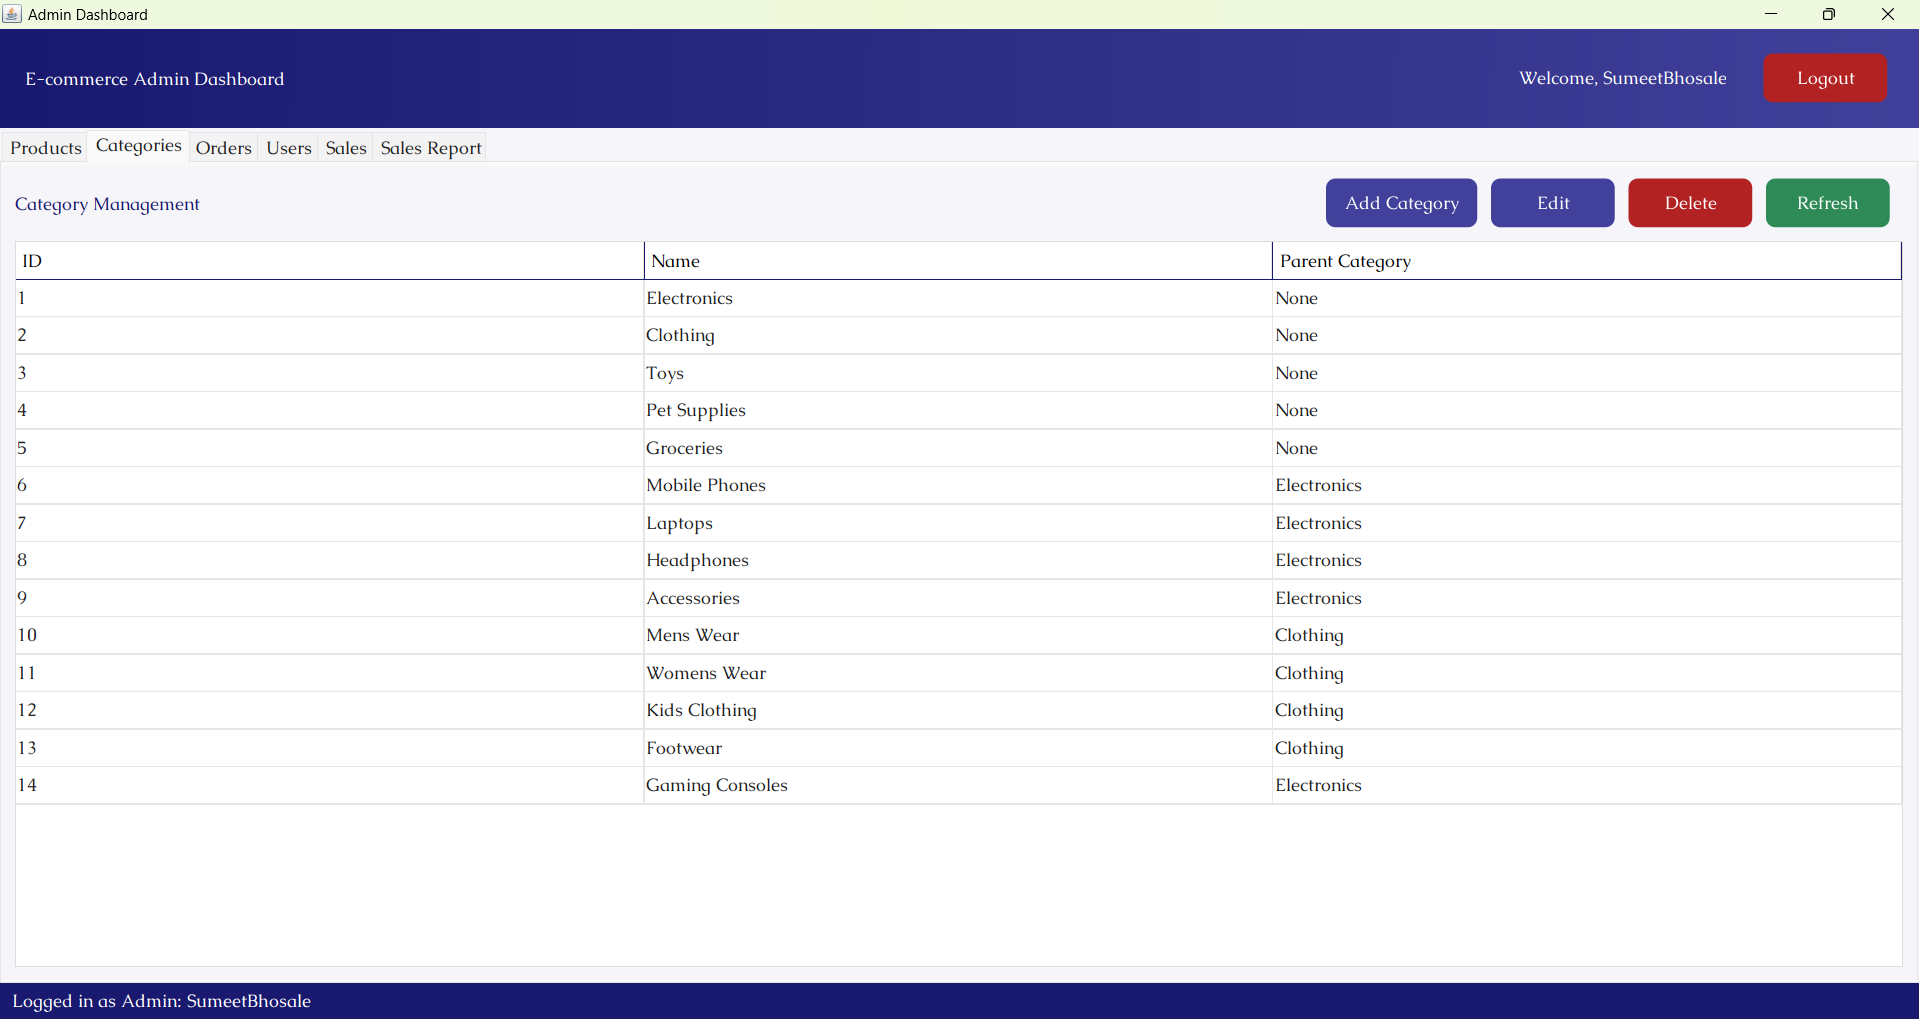 Admin Dashboard
E-commerce Admin Dashboard Welcome, SumeetBhosale Logout
Products Categories Orders Users Sales Sales Report
Category Management Add Category Edit Delete Refresh
ID Name Parent Category
1 Electronics None
2 Clothing None
3 Toys None
4 Pet Supplies None
5 Groceries None
6 Mobile Phones Electronics
7 Laptops Electronics
8 Headphones Electronics
9 Accessories Electronics
10 Mens Wear Clothing
11 Womens Wear Clothing
12 Kids Clothing Clothing
13 Footwear Clothing
14 Gaming Consoles Electronics
Logged in as Admin: SumeetBhosale